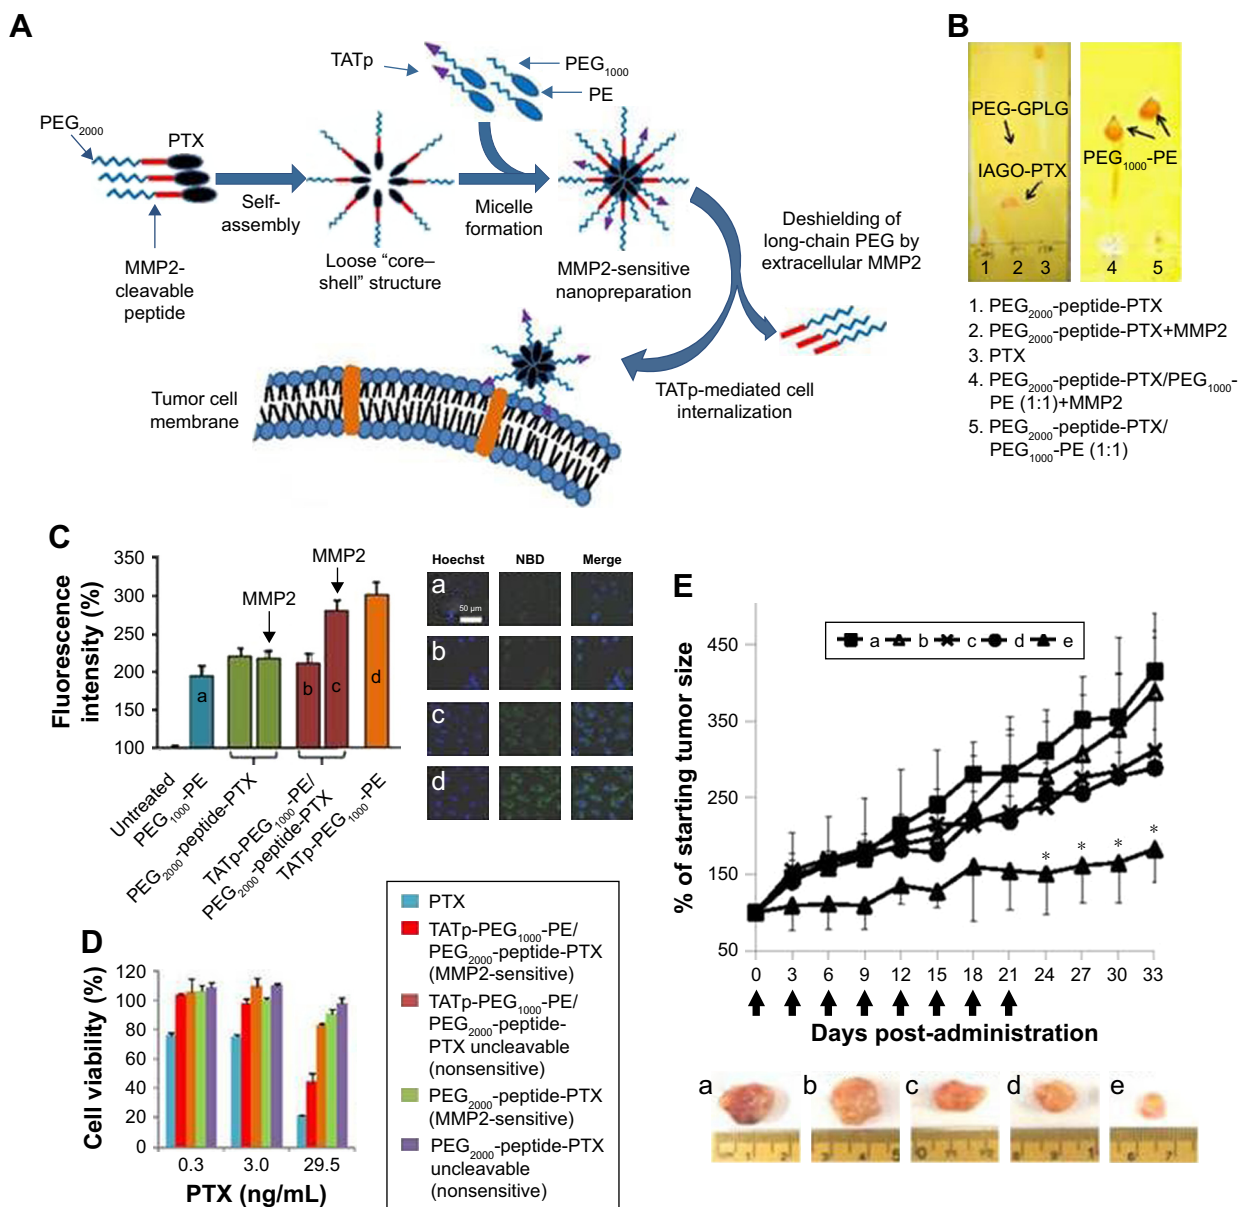 A
TATp
PEG1000
PE
PEG2000
PTX
Self-
assembly
Micelle
formation
MMP2-
cleavable
peptide
Loose “core–
shell” structure
MMP2-sensitive
nanopreparation
Deshielding of
long-chain PEG by
extracellular MMP2
Tumor cell
membrane
TATp-mediated cell
internalization
B
PEG-GPLG
IAGO-PTX
PEG1000-PE
1 2 3 4 5
1. PEG2000-peptide-PTX
2. PEG2000-peptide-PTX+MMP2
3. PTX
4. PEG2000-peptide-PTX/PEG1000-
PE (1:1)+MMP2
5. PEG2000-peptide-PTX/
PEG1000-PE (1:1)
C
Fluorescence
intensity (%)
350
300
250
200
150
100
MMP2
MMP2
a
b
c
d
Untreated
PEG1000-PE
PEG2000-peptide-PTX
TATp-PEG1000-PE/
PEG2000-peptide-PTX
TATp-PEG1000-PE
Hoechst NBD Merge
a
50 µm
b
c
d
D
Cell viability (%)
120
100
80
60
40
20
0
0.3 3.0 29.5
PTX (ng/mL)
PTX
TATp-PEG1000-PE/
PEG2000-peptide-PTX
(MMP2-sensitive)
TATp-PEG1000-PE/
PEG2000-peptide-
PTX uncleavable
(nonsensitive)
PEG2000-peptide-PTX
(MMP2-sensitive)
PEG2000-peptide-PTX
uncleavable
(nonsensitive)
E
% of starting tumor size
450
350
250
150
50
a b c d e
* * * *
0 3 6 9 12 15 18 21 24 27 30 33
Days post-administration
a b c d e